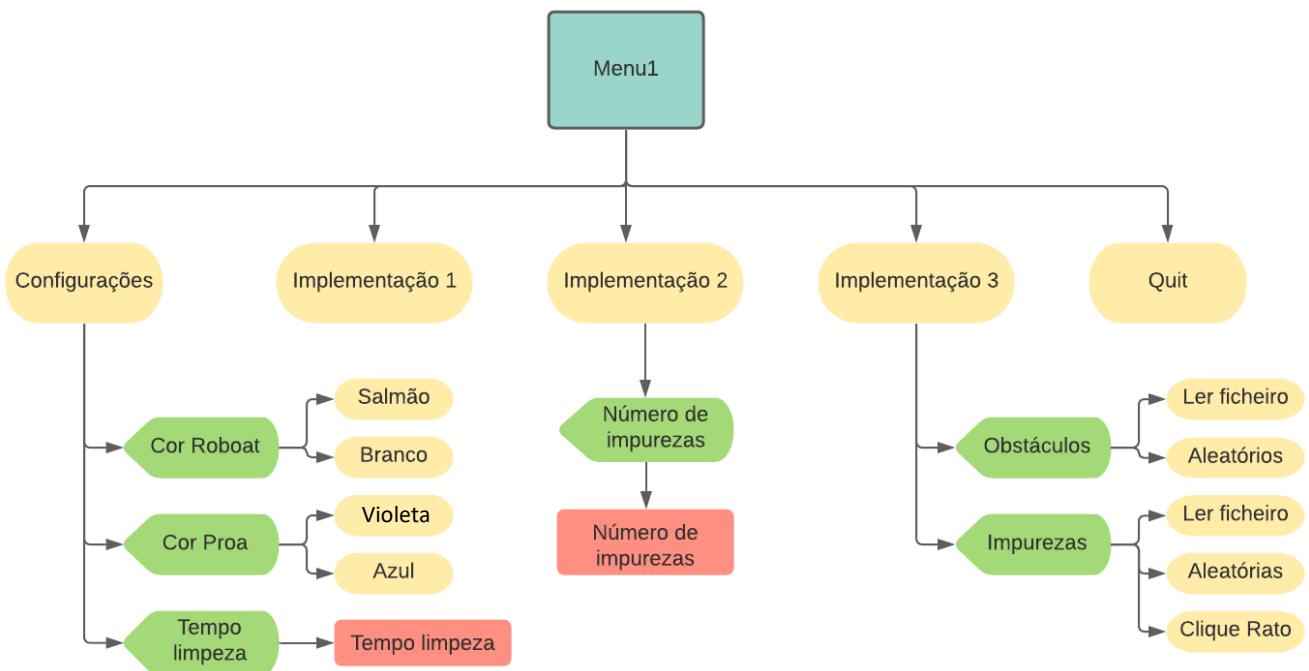 Menu1
Configurações
Implementação 1
Implementação 2
Implementação 3
Quit
Cor Roboat
Salmão
Branco
Cor Proa
Violeta
Azul
Tempo
limpeza
Tempo limpeza
Número de
impurezas
Número de
impurezas
Obstáculos
Ler ficheiro
Aleatórios
Impurezas
Ler ficheiro
Aleatórias
Clique Rato